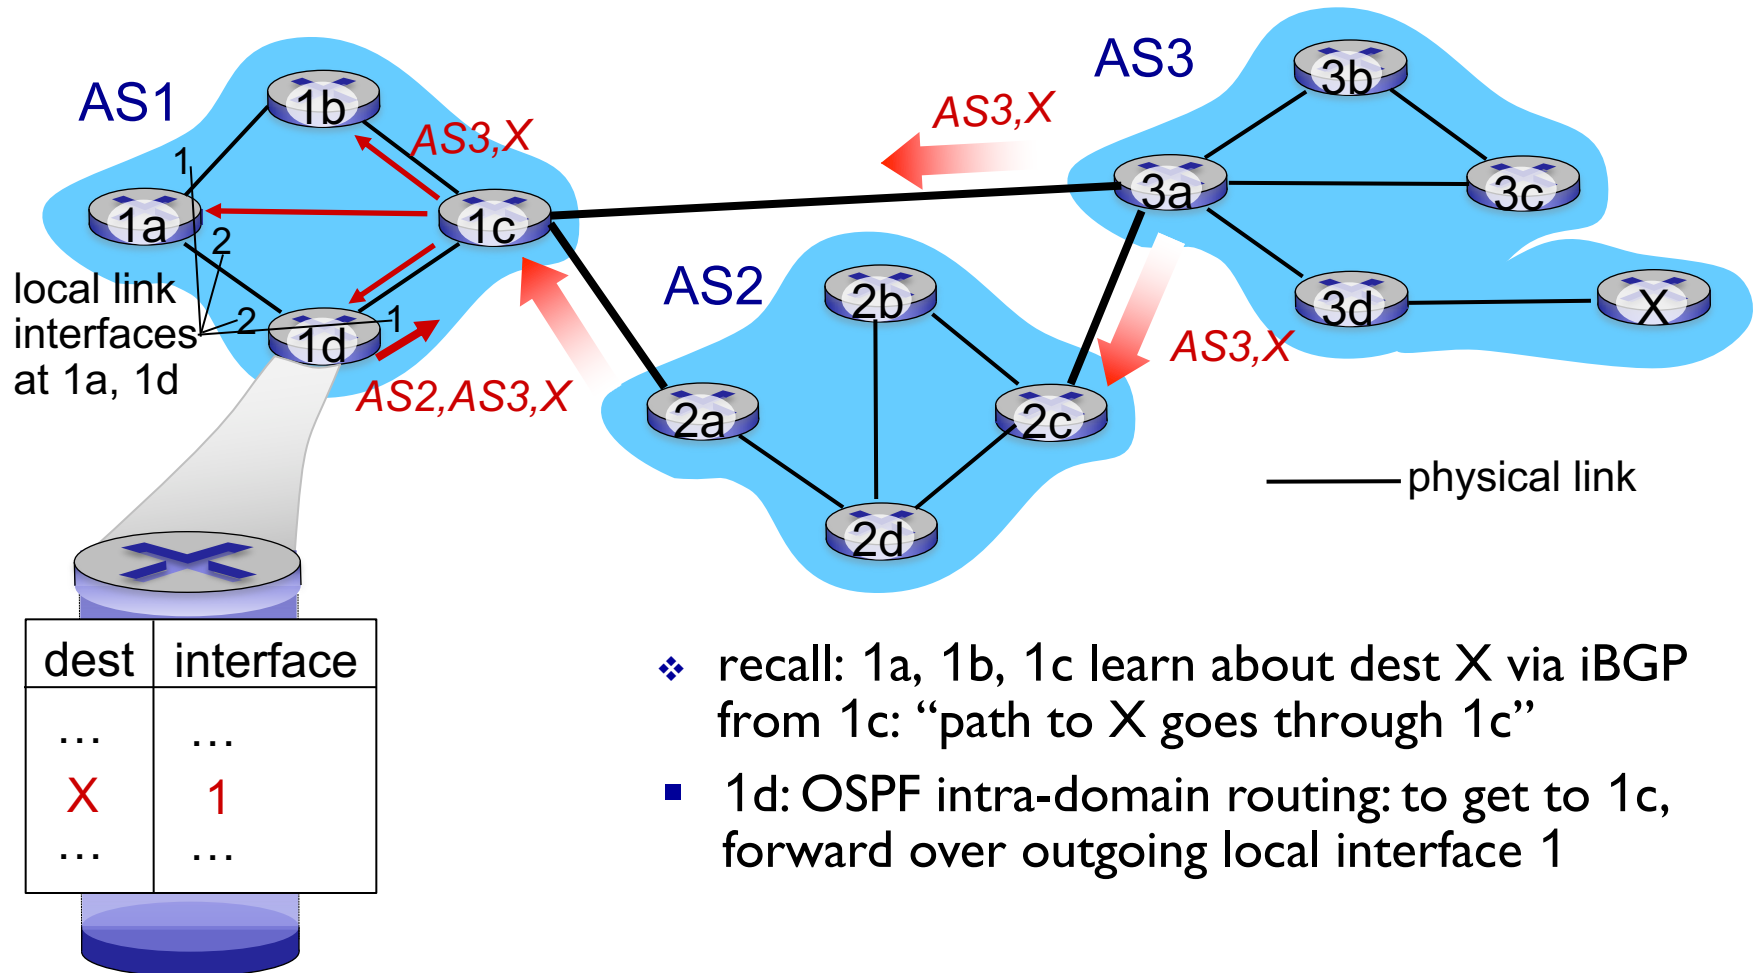 AS1
AS3
1b
3b
AS3,X
AS3,X
1
1a
1c
3a
3c
2
AS2
local link
interfaces
at 1a, 1d
2
1
1d
2b
3d
X
AS3,X
AS2,AS3,X
2a
2c
physical link
2d
dest interface
… …
X 1
… …
recall: 1a, 1b, 1c learn about dest X via iBGP
from 1c: “path to X goes through 1c”
1d: OSPF intra-domain routing: to get to 1c,
forward over outgoing local interface 1